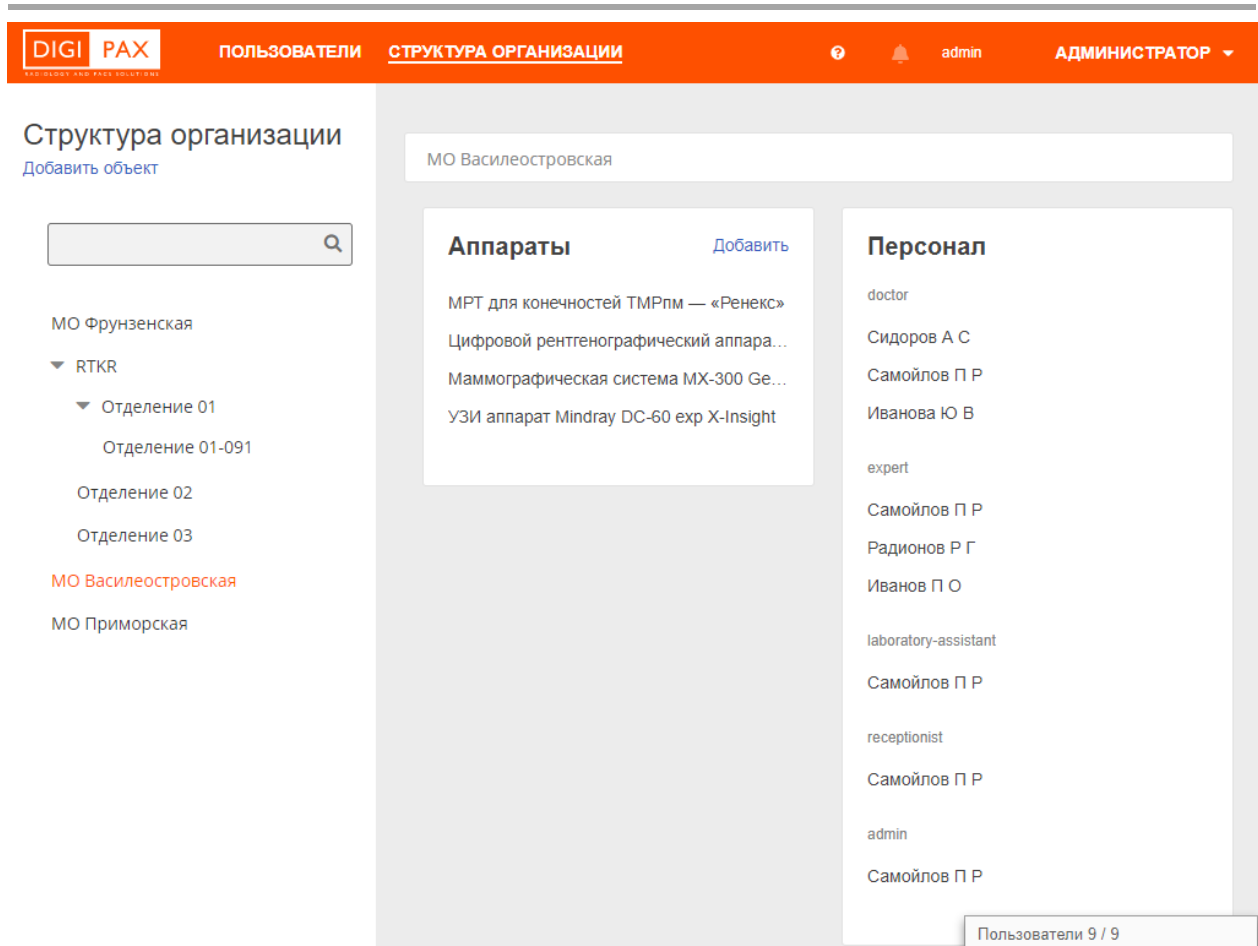 DIGI PAX
RADIOLOGY AND PACS SOLUTIONS
ПОЛЬЗОВАТЕЛИ
СТРУКТУРА ОРГАНИЗАЦИИ
?
admin
АДМИНИСТРАТОР
Структура организации
Добавить объект
МО Фрунзенская
RTKR
Отделение 01
Отделение 01-091
Отделение 02
Отделение 03
МО Василеостровская
МО Приморская
МО Василеостровская
Аппараты
Добавить
МРТ для конечностей ТМРпм — «Ренекс»
Цифровой рентгенографический аппара...
Маммографическая система MX-300 Ge...
УЗИ аппарат Mindray DC-60 exp X-Insight
Персонал
doctor
Сидоров А С
Самойлов П Р
Иванова Ю В
expert
Самойлов П Р
Радионов Р Г
Иванов П О
laboratory-assistant
Самойлов П Р
receptionist
Самойлов П Р
admin
Самойлов П Р
Пользователи 9 / 9